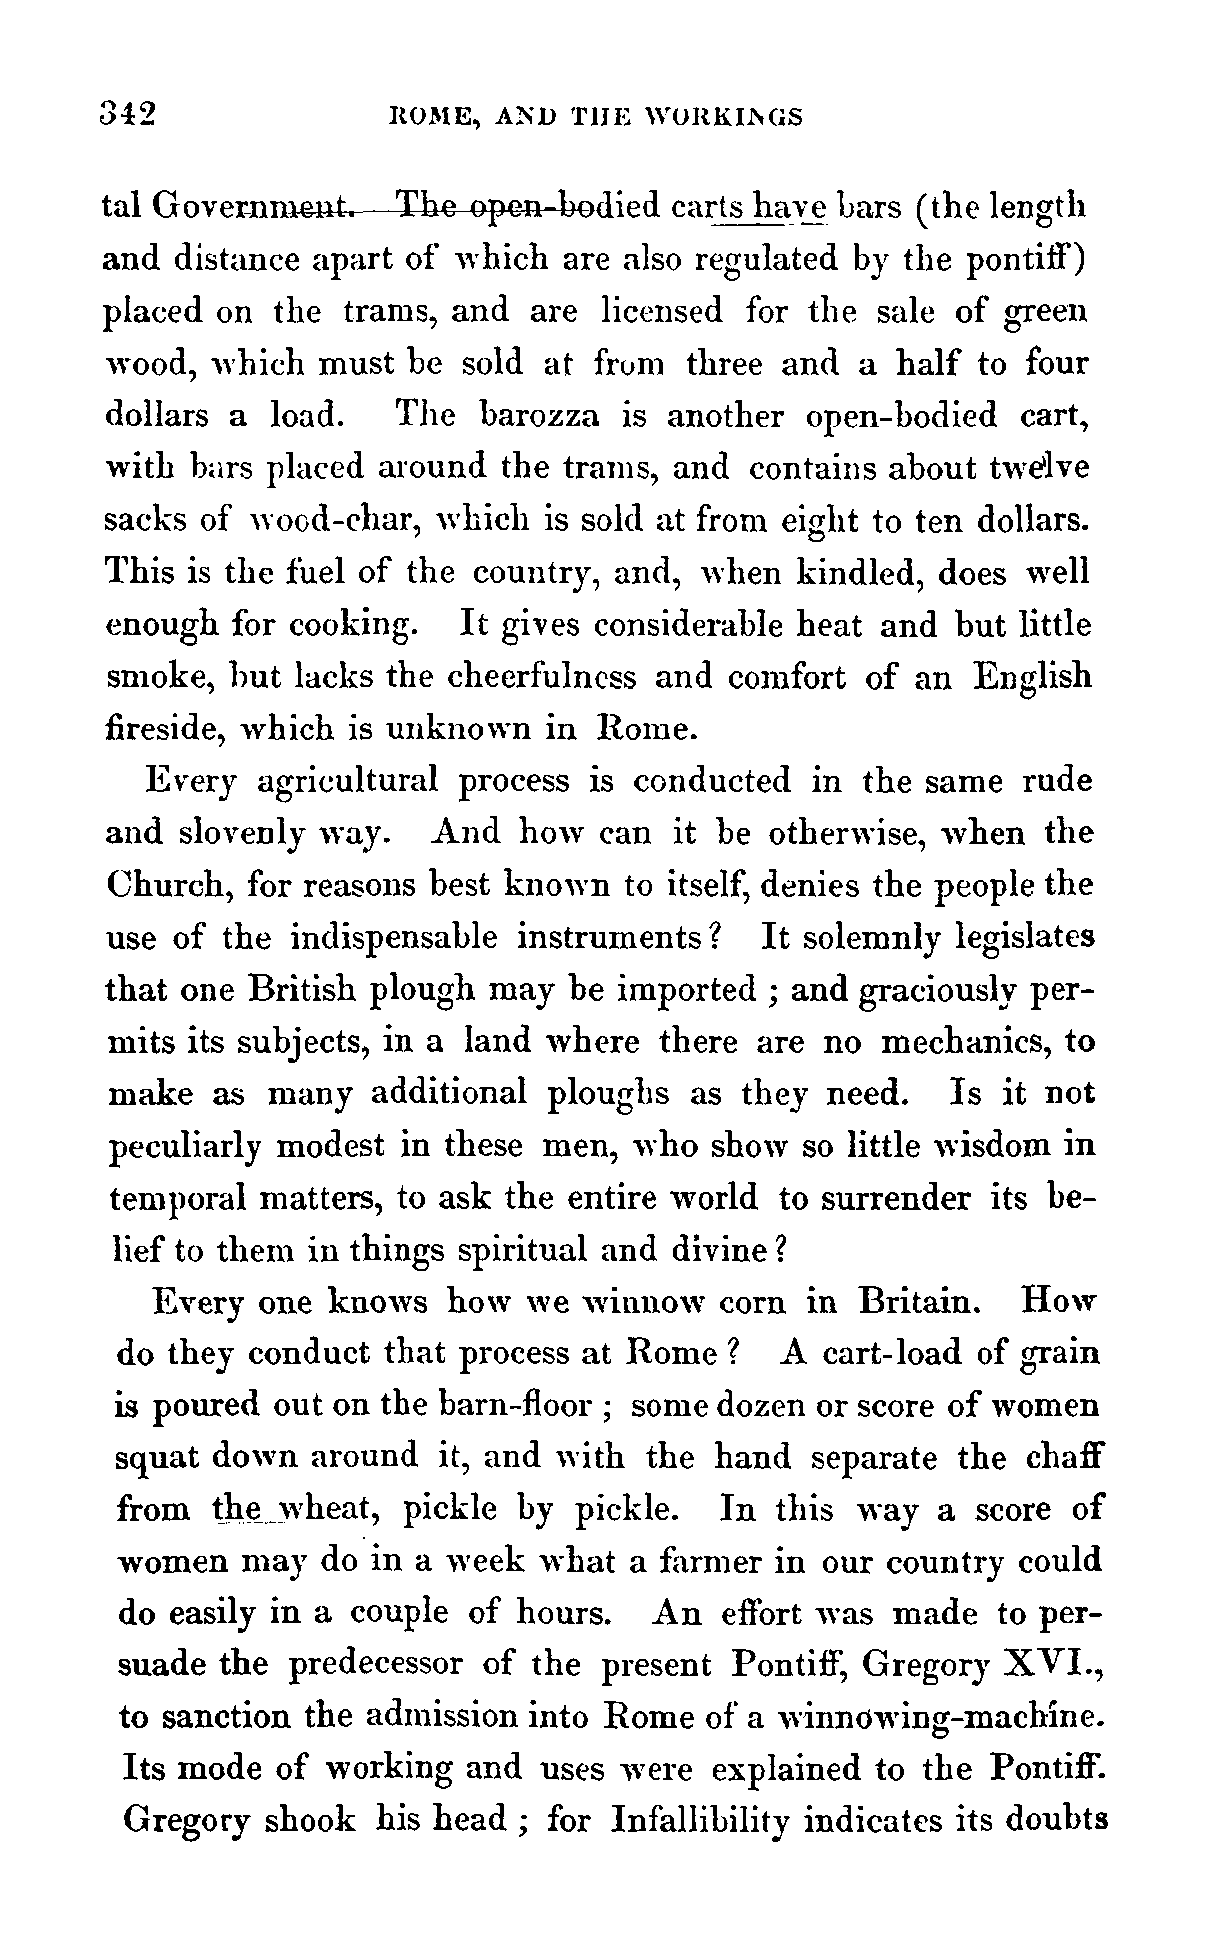 342 ROME, AND THE WORKINGS
tal Government. The open-bodied carts have bars (the length
and distance apart of which are also regulated by the pontiff)
placed on the trams, and are licensed for the sale of green
wood, which must be sold at from three and a half to four
dollars a load. The barozza is another open-bodied cart,
with bars placed around the trams, and contains about twelve
sacks of wood-char, which is sold at from eight to ten dollars.
This is the fuel of the country, and, when kindled, does well
enough for cooking. It gives considerable heat and but little
smoke, but lacks the cheerfulness and comfort of an English
fireside, which is unknown in Rome.
Every agricultural process is conducted in the same rude
and slovenly way. And how can it be otherwise, when the
Church, for reasons best known to itself, denies the people the
use of the indispensable instruments? It solemnly legislates
that one British plough may be imported ; and graciously per-
mits its subjects, in a land where there are no mechanics, to
make as many additional ploughs as they need. Is it not
peculiarly modest in these men, who show so little wisdom in
temporal matters, to ask the entire world to surrender its be-
lief to them in things spiritual and divine?
Every one knows how we winnow corn in Britain. How
do they conduct that process at Rome? A cart-load of grain
is poured out on the barn-floor ; some dozen or score of women
squat down around it, and with the hand separate the chaff
from the wheat, pickle by pickle. In this way a score of
women may do in a week what a farmer in our country could
do easily in a couple of hours. An effort was made to per-
suade the predecessor of the present Pontiff, Gregory XVI.,
to sanction the admission into Rome of a winnowing-machine.
Its mode of working and uses were explained to the Pontiff.
Gregory shook his head ; for Infallibility indicates its doubts